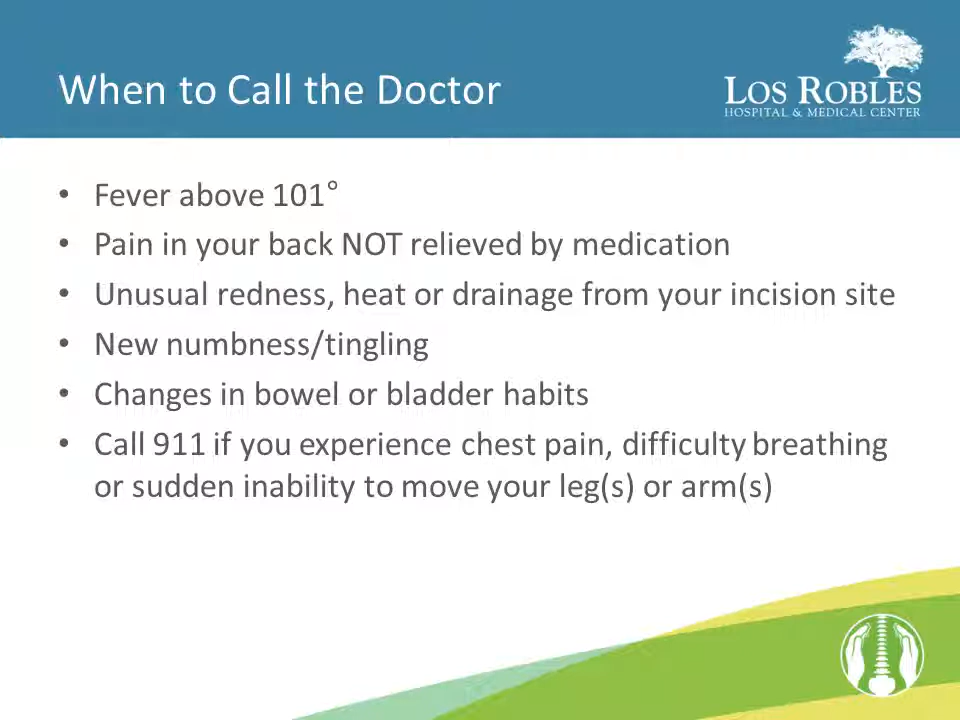 When to Call the Doctor
LOS ROBLES
HOSPITAL & MEDICAL CENTER
• Fever above 101°
• Pain in your back NOT relieved by medication
• Unusual redness, heat or drainage from your incision site
• New numbness/tingling
• Changes in bowel or bladder habits
• Call 911 if you experience chest pain, difficulty breathing
or sudden inability to move your leg(s) or arm(s)